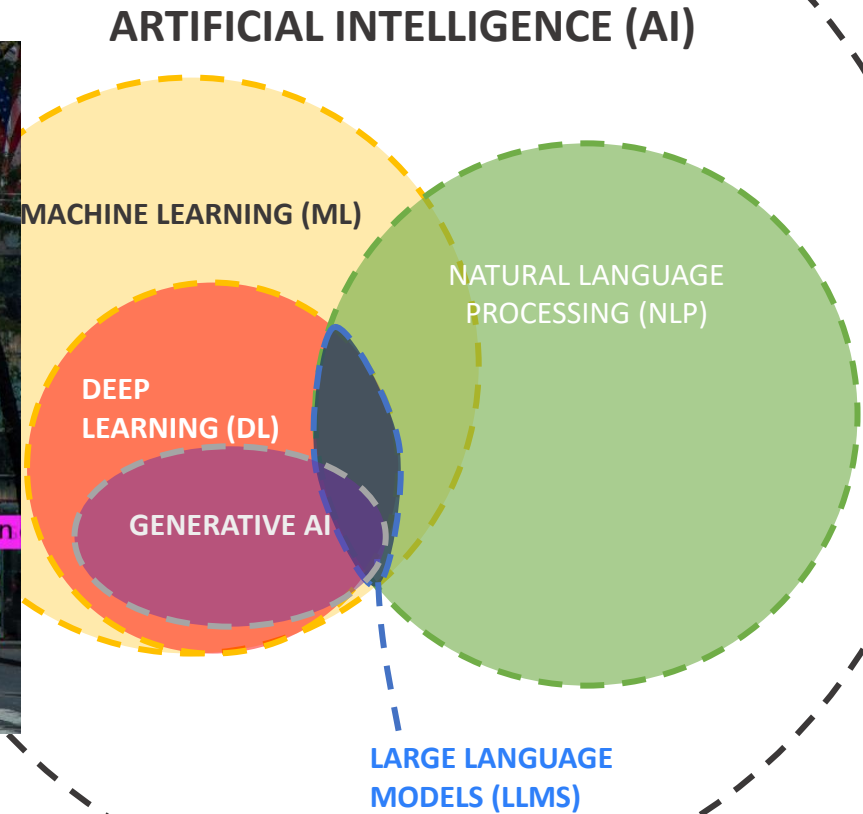 ARTIFICIAL INTELLIGENCE (AI)
MACHINE LEARNING (ML)
NATURAL LANGUAGE
PROCESSING (NLP)
DEEP
LEARNING (DL)
GENERATIVE AI
LARGE LANGUAGE
MODELS (LLMS)